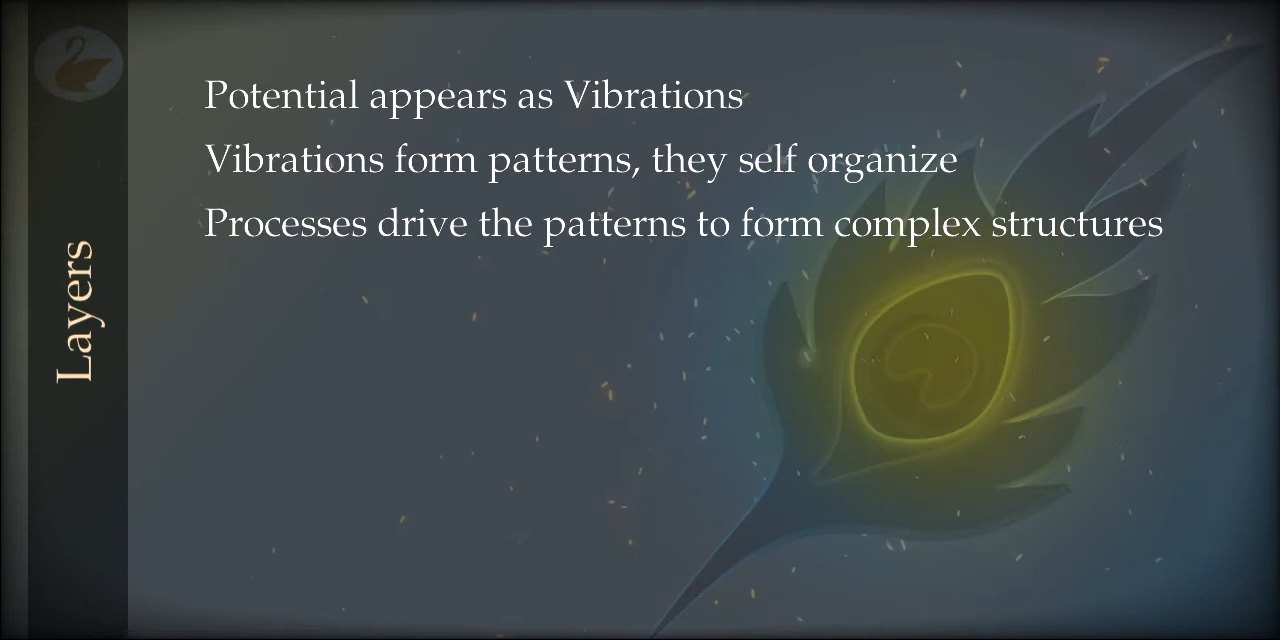 Layers
Potential appears as Vibrations
Vibrations form patterns, they self organize
Processes drive the patterns to form complex structures